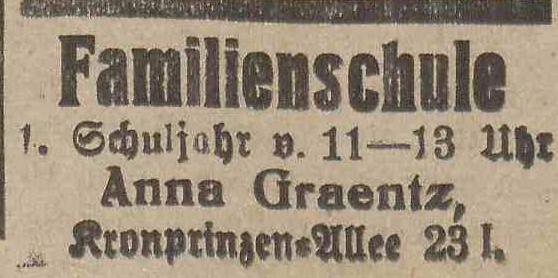 Familienschule
1. Schuljahr v. 11—13 Uhr
Anna Graentz,
Kronprinzen-Allee 23 l.